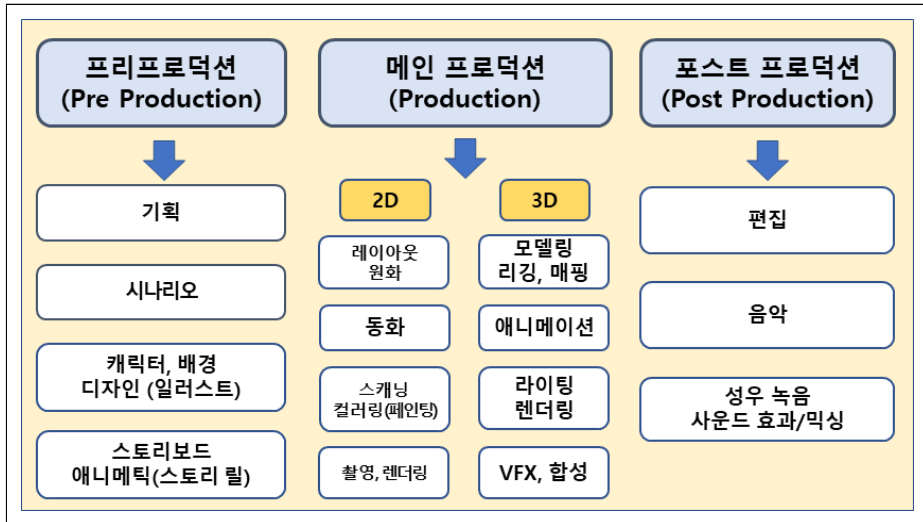 프리프로덕션
(Pre Production)
기획
시나리오
캐릭터, 배경
디자인 (일러스트)
스토리보드
애니메틱(스토리 릴)
메인 프로덕션
(Production)
2D
레이아웃
원화
동화
스캐닝
컬러링(페인팅)
촬영, 렌더링
3D
모델링
리깅, 매핑
애니메이션
라이팅
렌더링
VFX, 합성
포스트 프로덕션
(Post Production)
편집
음악
성우 녹음
사운드 효과/믹싱